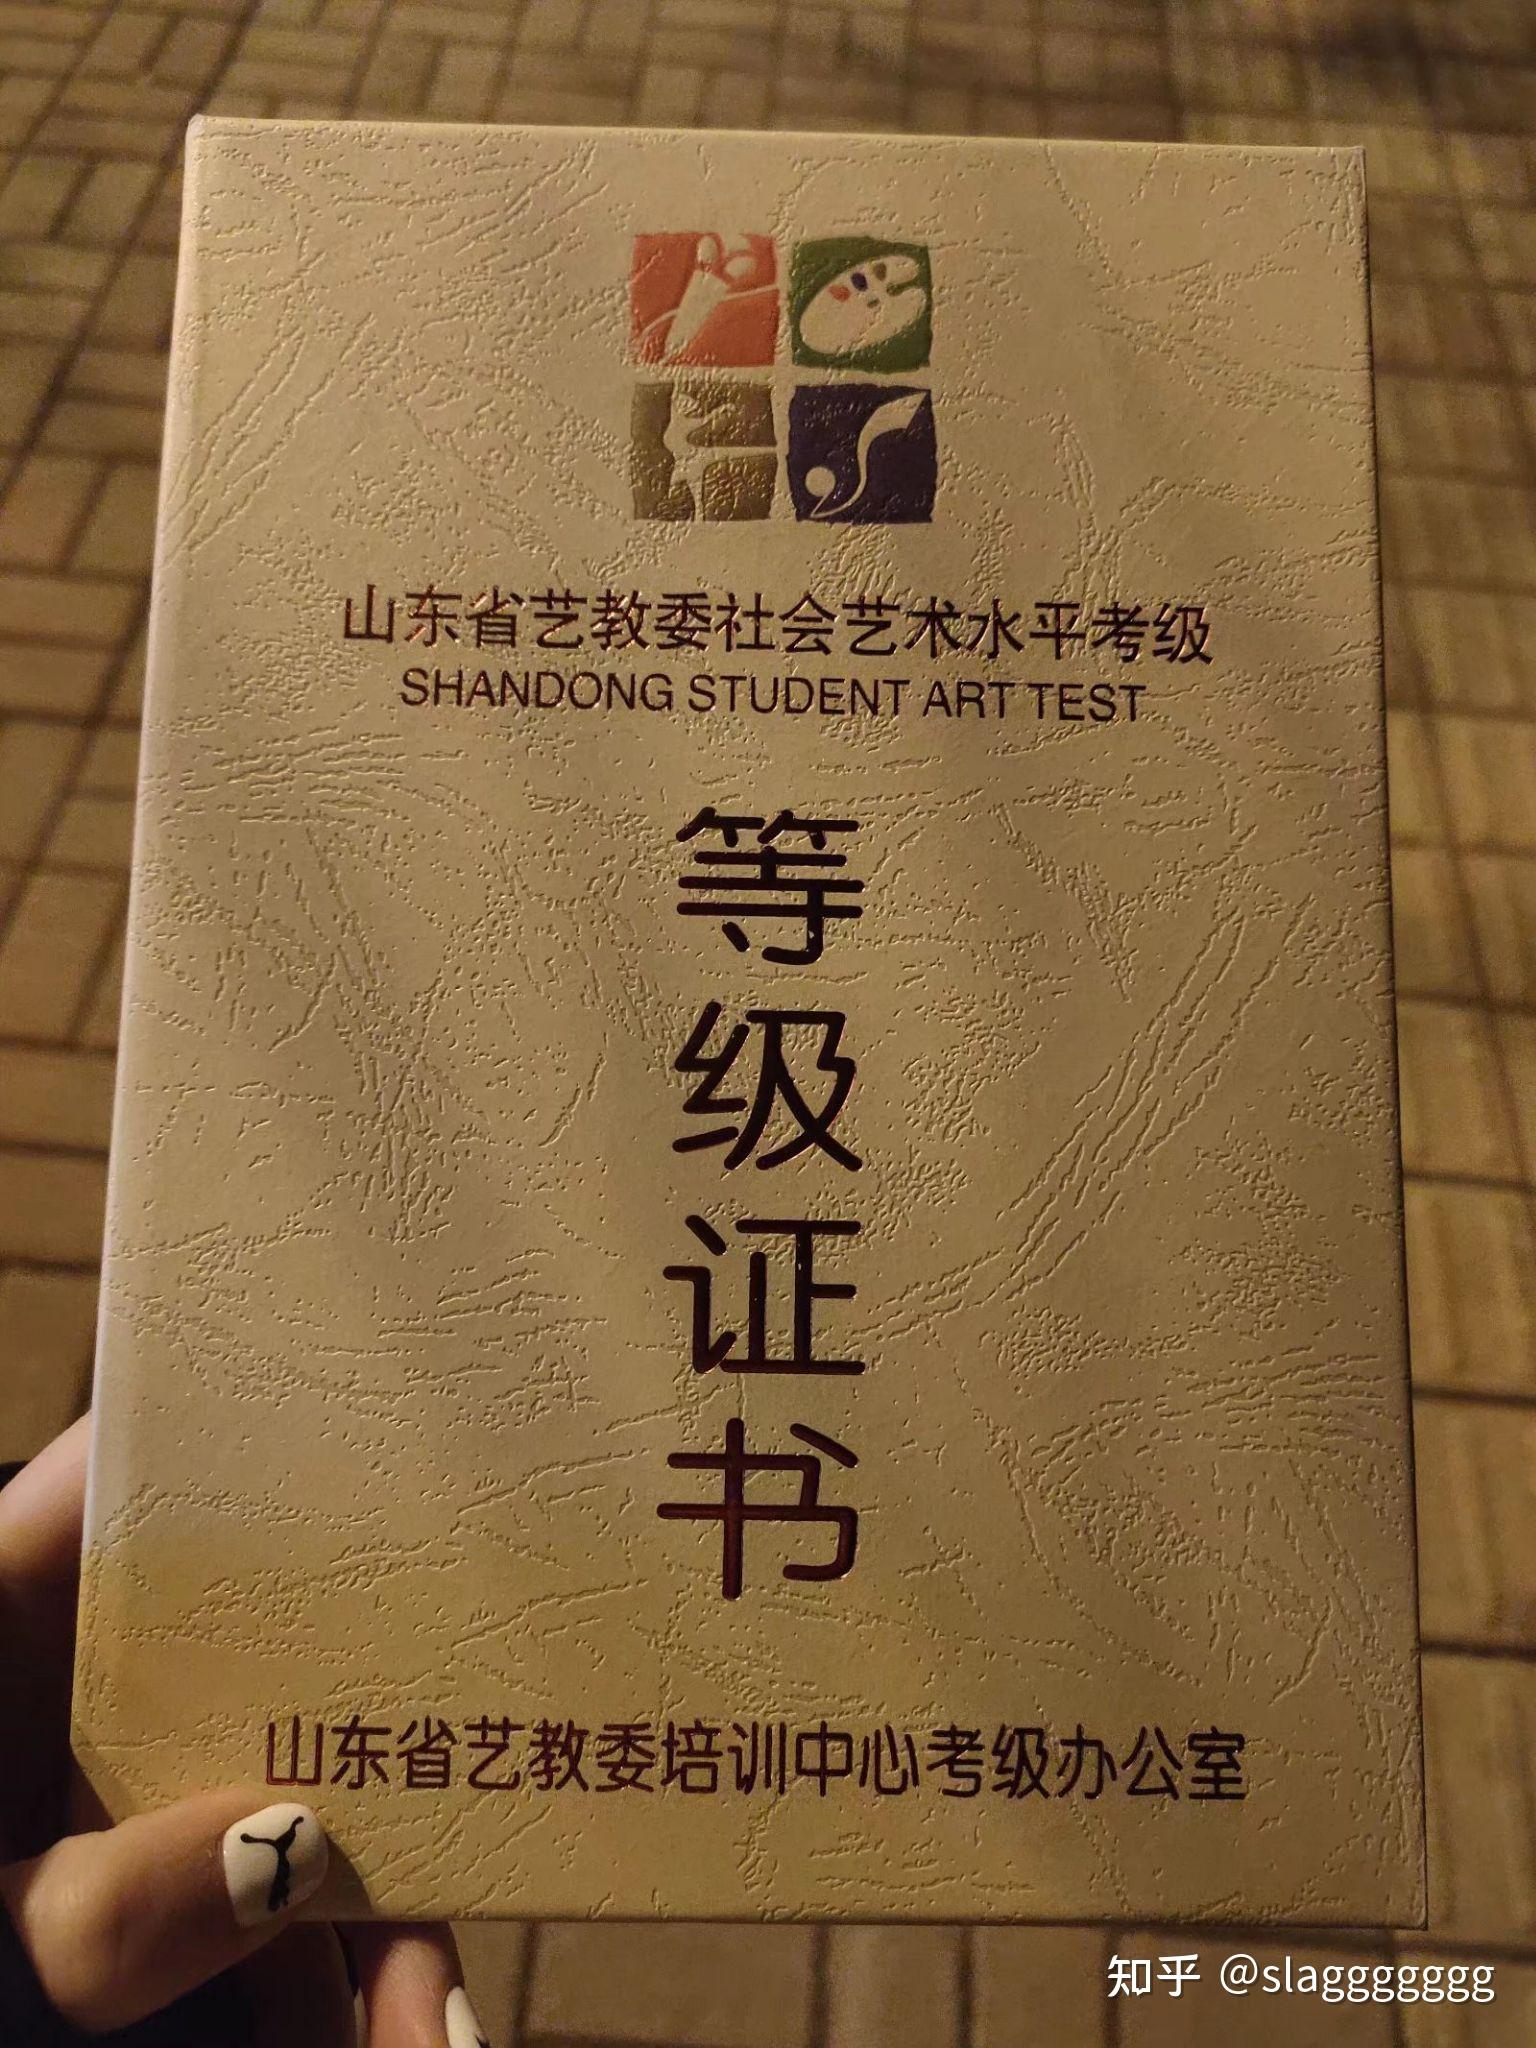 山东省艺教委社会艺术水平考级
SHANDONG STUDENT ART TEST
等
级
证
书
山东省艺教委培训中心考级办公室
知乎 @slagggggggg